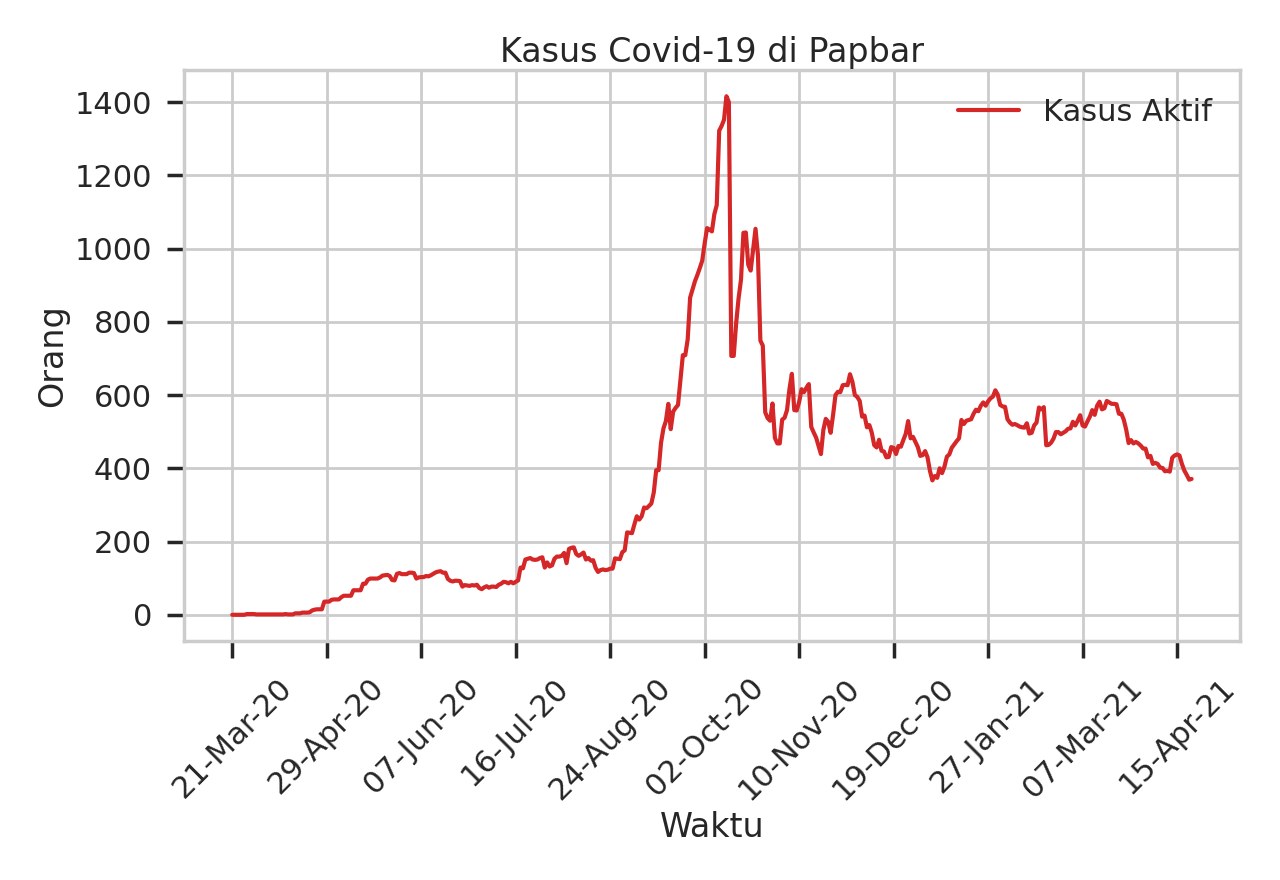 Kasus Covid-19 di Papbar
Kasus Aktif
Orang
1400
1200
1000
800
600
400
200
0
21-Mar-20
29-Apr-20
07-Jun-20
16-Jul-20
24-Aug-20
02-Oct-20
10-Nov-20
19-Dec-20
27-Jan-21
07-Mar-21
15-Apr-21
Waktu